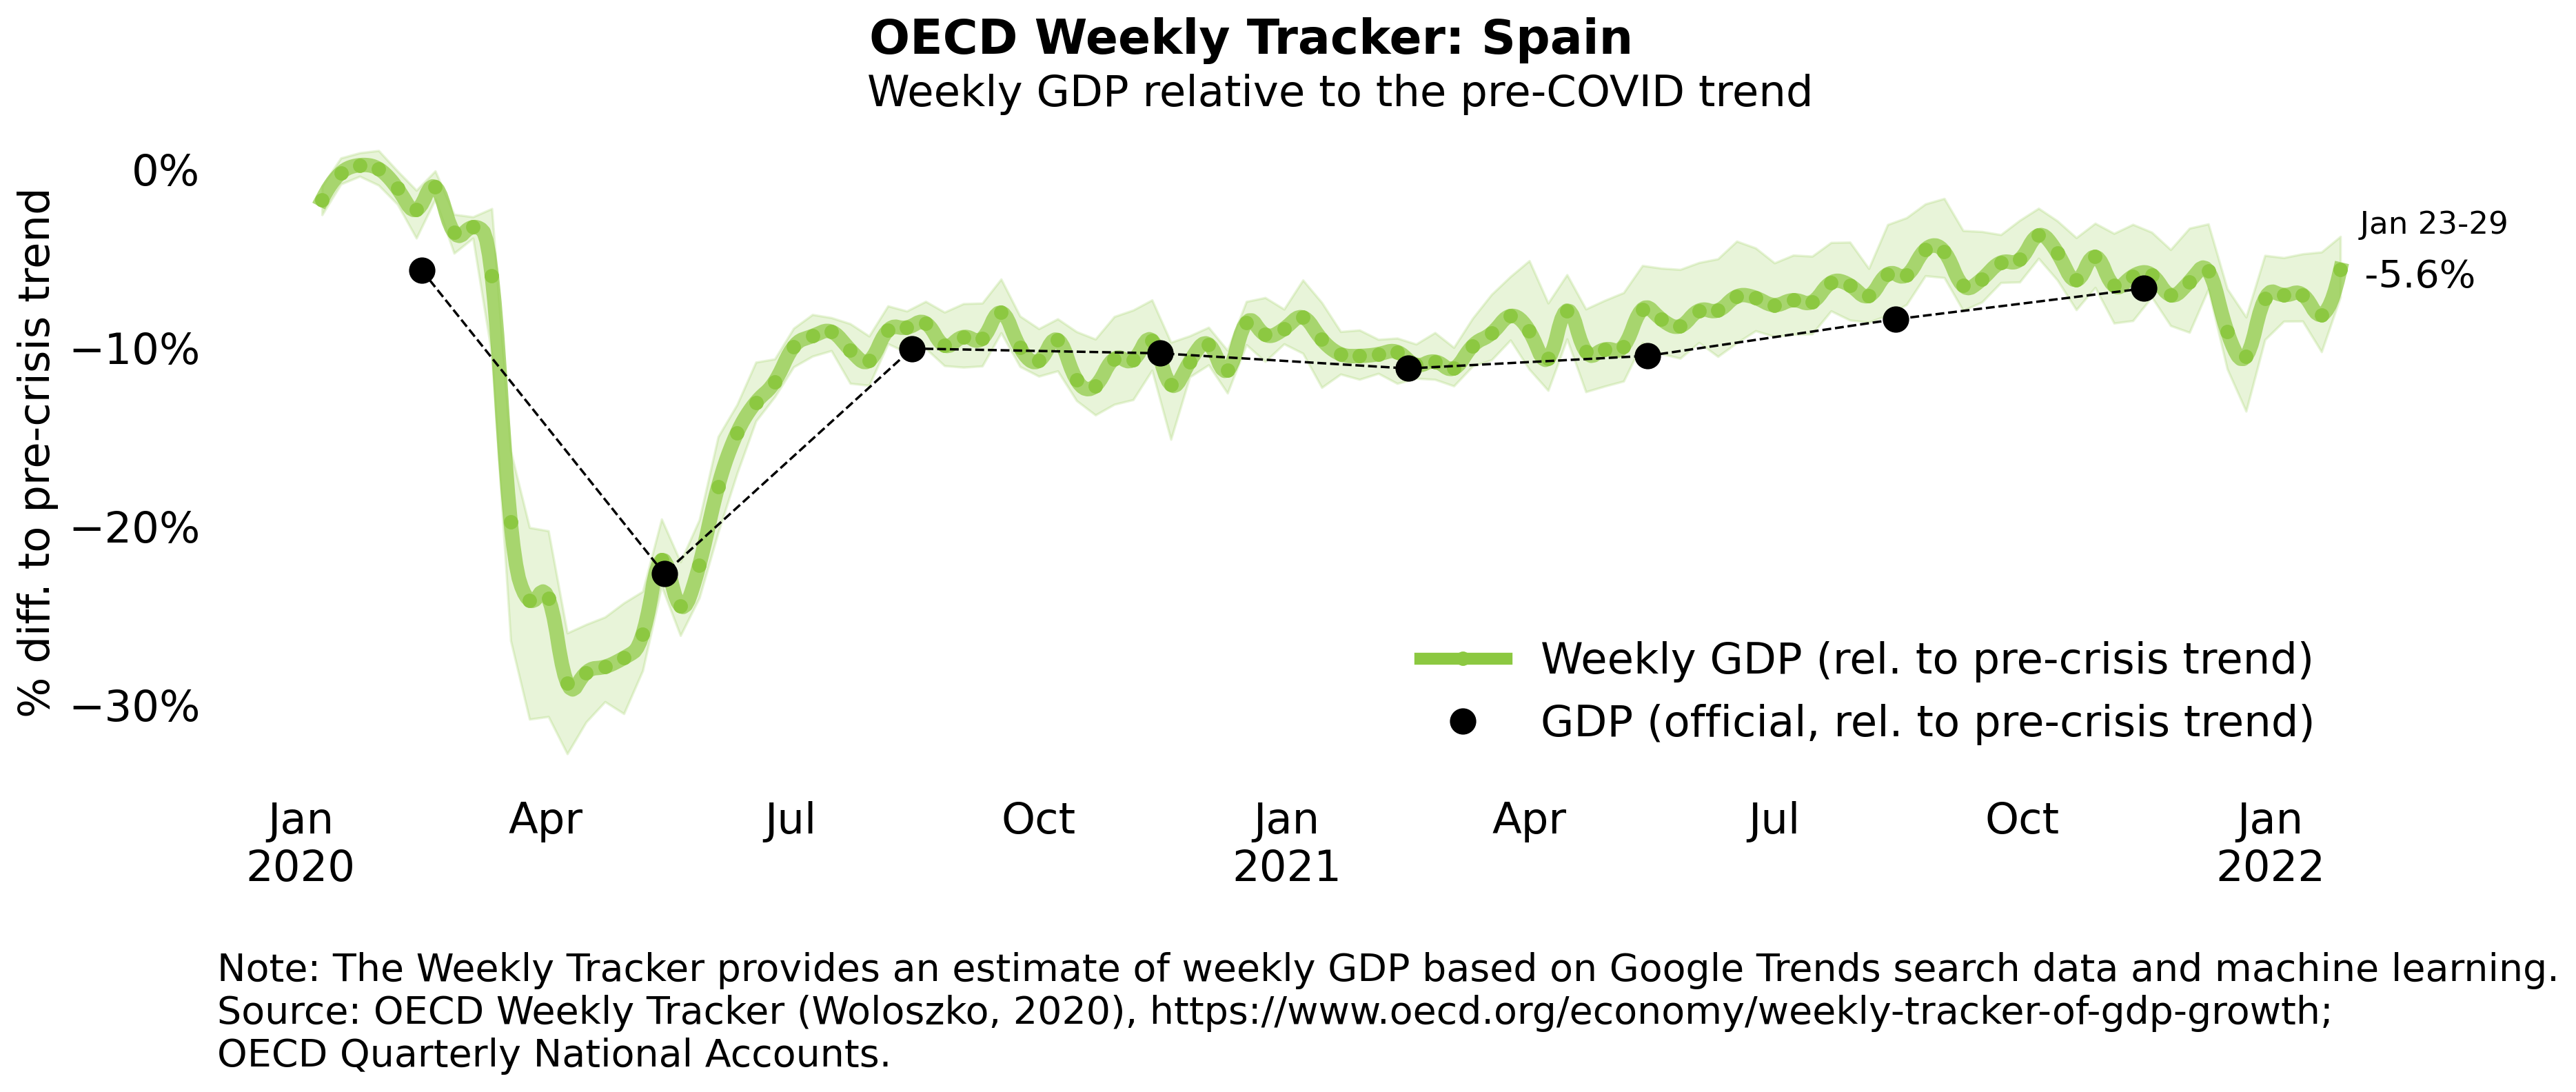 OECD Weekly Tracker: Spain
Weekly GDP relative to the pre-COVID trend
% diff. to pre-crisis trend
0%
−10%
−20%
−30%
Jan 23-29
-5.6%
Weekly GDP (rel. to pre-crisis trend)
GDP (official, rel. to pre-crisis trend)
Jan Apr Jul Oct Jan Apr Jul Oct Jan
2020 2021 2022
Note: The Weekly Tracker provides an estimate of weekly GDP based on Google Trends search data and machine learning.
Source: OECD Weekly Tracker (Woloszko, 2020), https://www.oecd.org/economy/weekly-tracker-of-gdp-growth;
OECD Quarterly National Accounts.